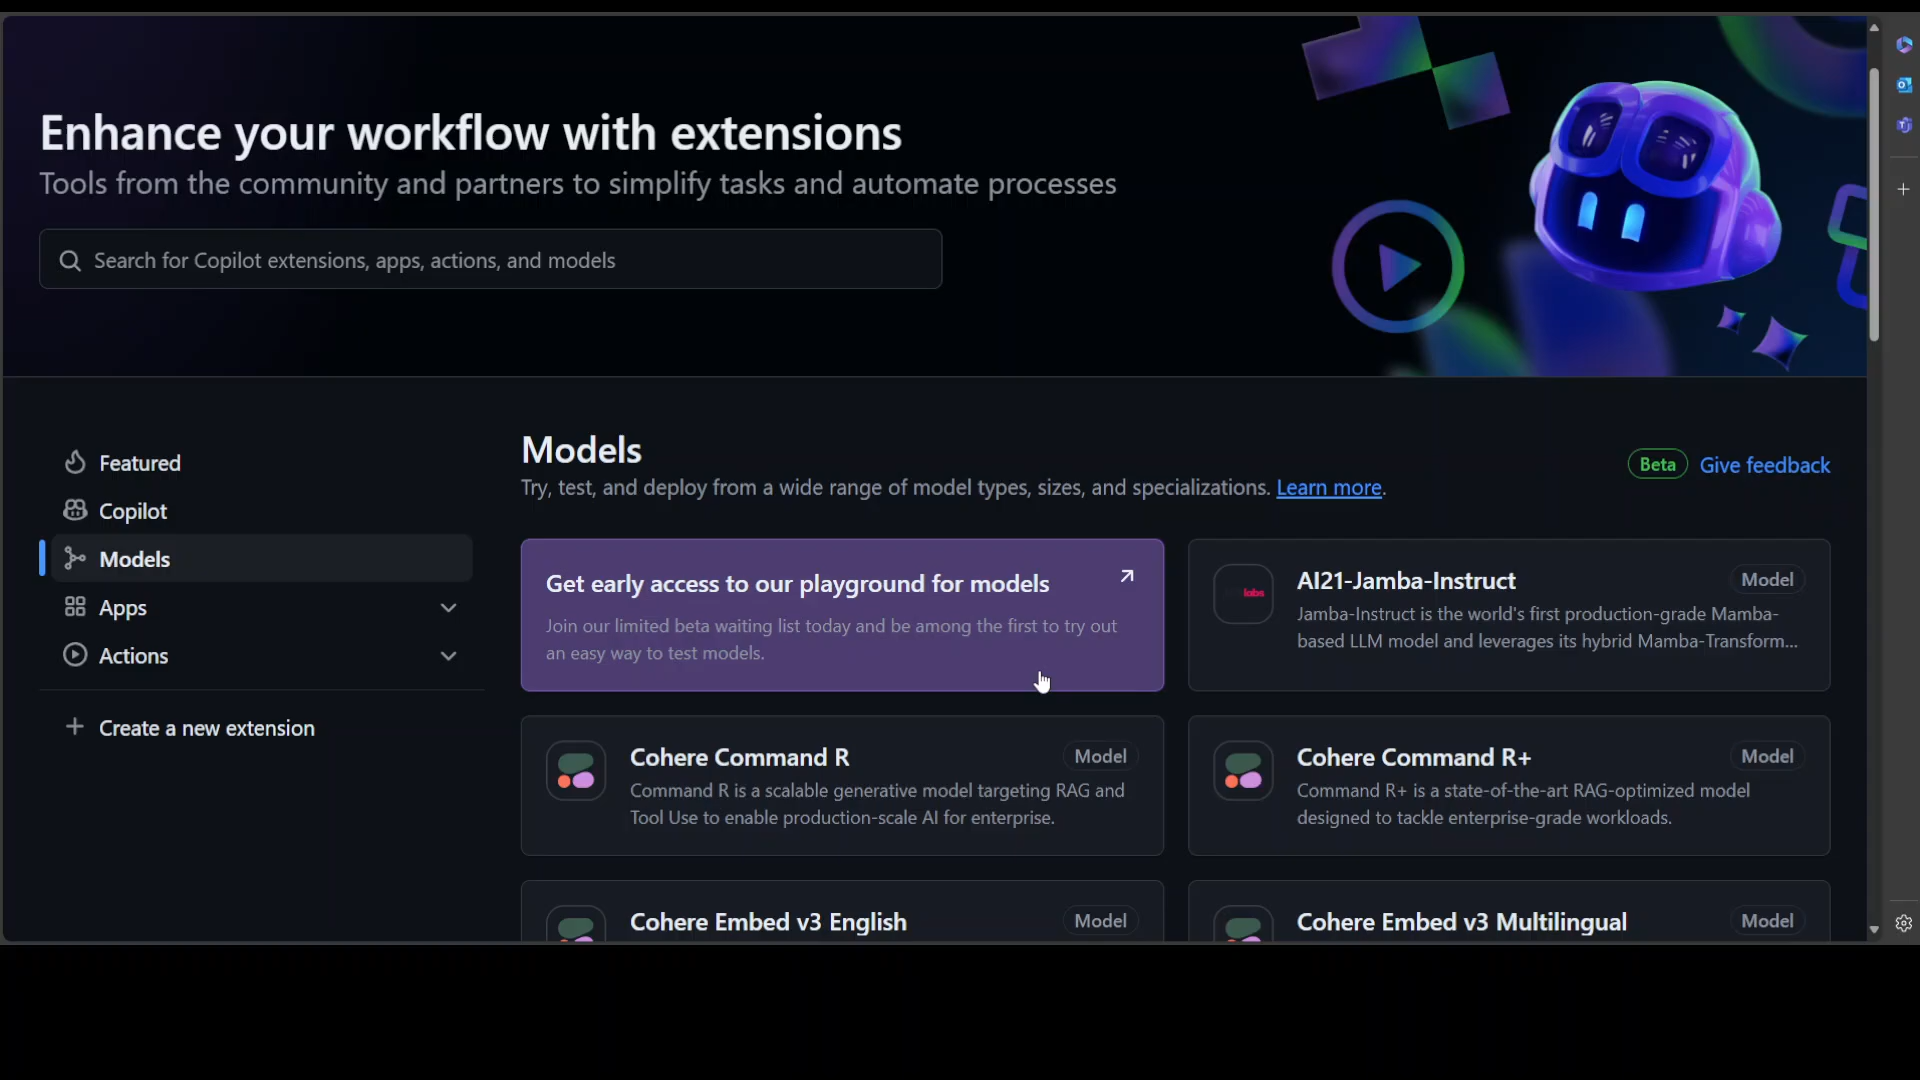 Enhance your workflow with extensions
Tools from the community and partners to simplify tasks and automate processes
Search for Copilot extensions, apps, actions, and models
Featured
Copilot
Models
Apps
Actions
Create a new extension
Models
Try, test, and deploy from a wide range of model types, sizes, and specializations. Learn more.
Beta
Give feedback
Get early access to our playground for models
Join our limited beta waiting list today and be among the first to try out
an easy way to test models.
labs
AI21-Jamba-Instruct
Model
Jamba-Instruct is the world's first production-grade Mamba-
based LLM model and leverages its hybrid Mamba-Transform...
Cohere Command R
Model
Command R is a scalable generative model targeting RAG and
Tool Use to enable production-scale AI for enterprise.
Cohere Command R+
Model
Command R+ is a state-of-the-art RAG-optimized model
designed to tackle enterprise-grade workloads.
Cohere Embed v3 English
Model
Cohere Embed v3 Multilingual
Model